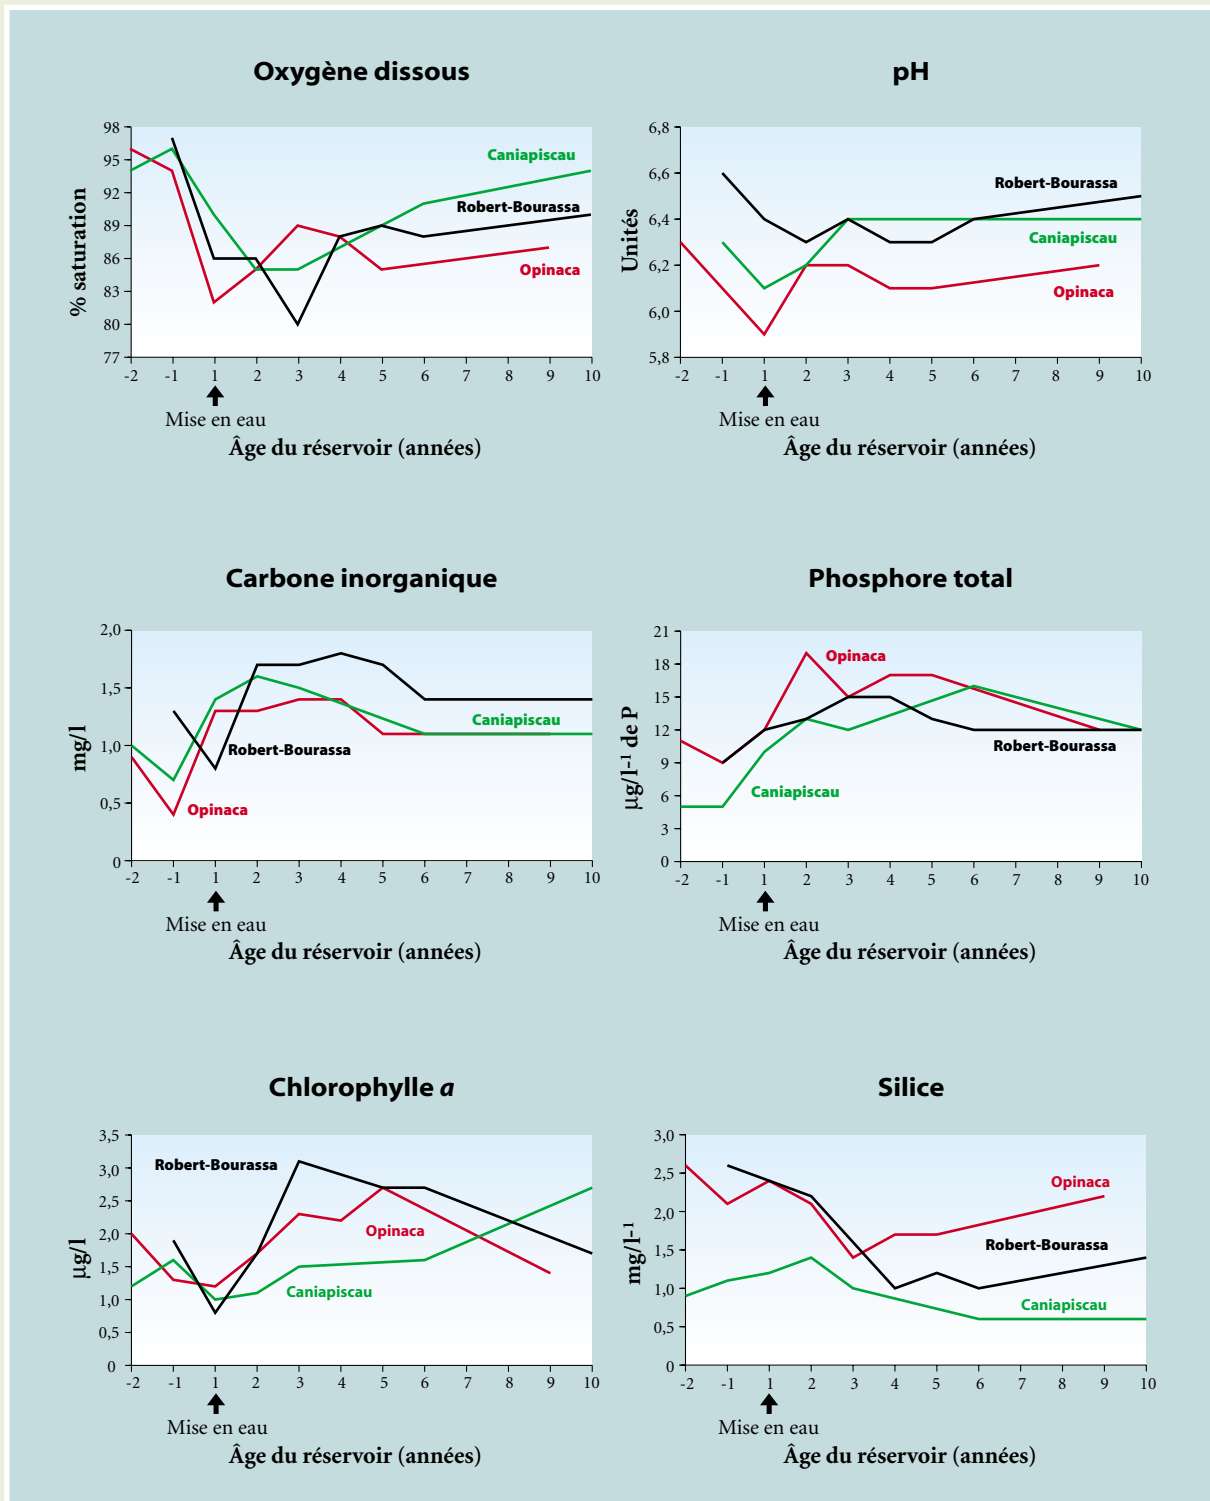 Oxygène dissous
% saturation
98
95
92
89
86
83
80
77
Caniapiscau
Robert-Bourassa
Opinaca
-2 -1 1 2 3 4 5 6 7 8 9 10
Mise en eau
Âge du réservoir (années)
pH
Unités
6,8
6,6
6,4
6,2
6,0
5,8
Robert-Bourassa
Caniapiscau
Opinaca
-2 -1 1 2 3 4 5 6 7 8 9 10
Mise en eau
Âge du réservoir (années)
Carbone inorganique
mg/l
2,0
1,5
1,0
0,5
0
Caniapiscau
Robert-Bourassa
Opinaca
-2 -1 1 2 3 4 5 6 7 8 9 10
Mise en eau
Âge du réservoir (années)
Phosphore total
µg/l-¹ de P
21
18
15
12
9
6
3
0
Opinaca
Robert-Bourassa
Caniapiscau
-2 -1 1 2 3 4 5 6 7 8 9 10
Mise en eau
Âge du réservoir (années)
Chlorophylle a
µg/l
3,5
3,0
2,5
2,0
1,5
1,0
0,5
0
Robert-Bourassa
Opinaca
Caniapiscau
-2 -1 1 2 3 4 5 6 7 8 9 10
Mise en eau
Âge du réservoir (années)
Silice
mg/l-¹
3,0
2,5
2,0
1,5
1,0
0,5
0
Opinaca
Robert-Bourassa
Caniapiscau
-2 -1 1 2 3 4 5 6 7 8 9 10
Mise en eau
Âge du réservoir (années)